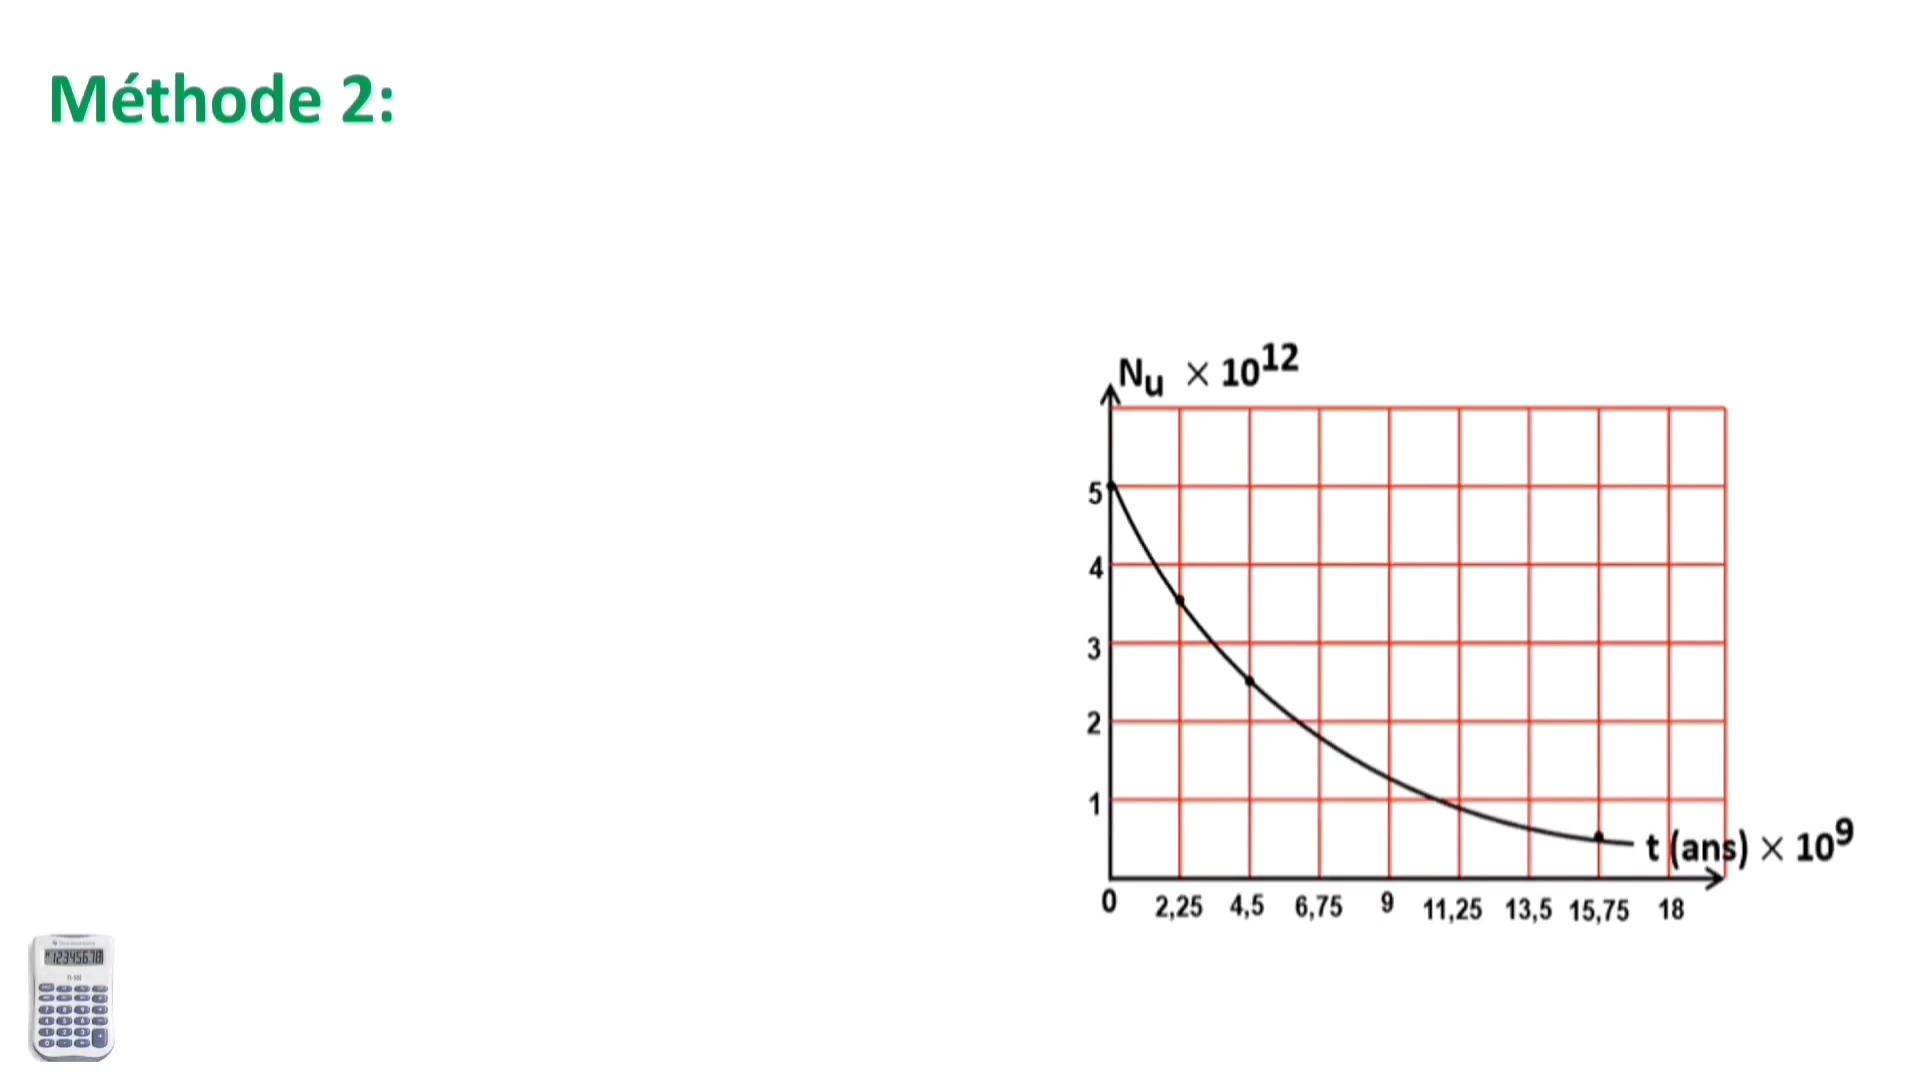 Méthode 2:
Nu × 10^12
5
4
3
2
1
t (ans) × 10^9
0 2,25 4,5 6,75 9 11,25 13,5 15,75 18
12345678